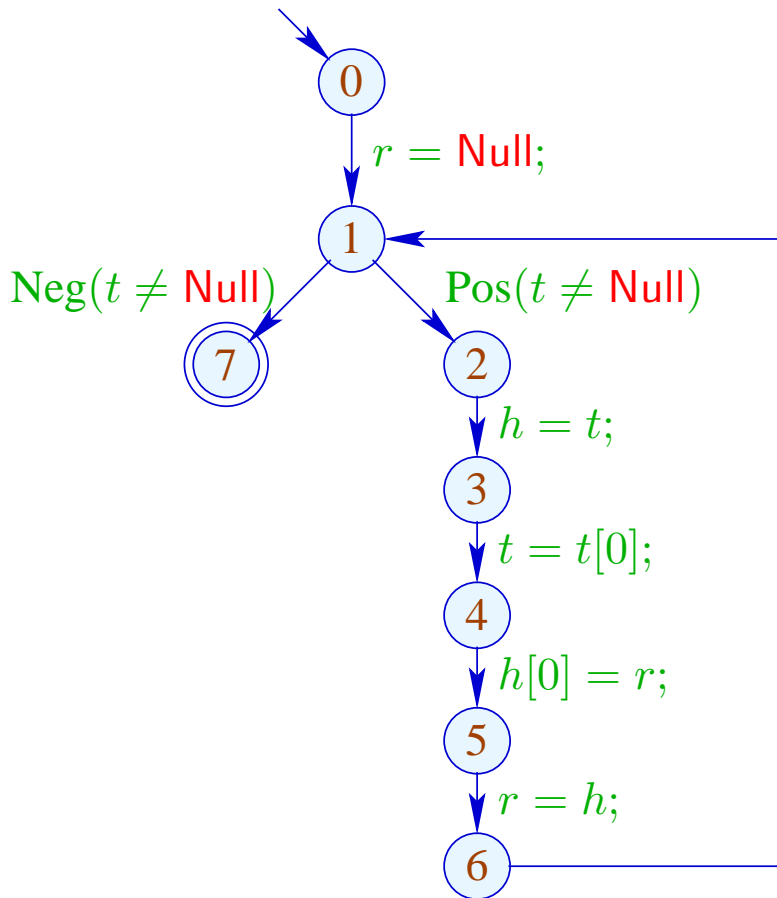 0
r = Null;
1
Neg(t ≠ Null)
Pos(t ≠ Null)
7
2
h = t;
3
t = t[0];
4
h[0] = r;
5
r = h;
6